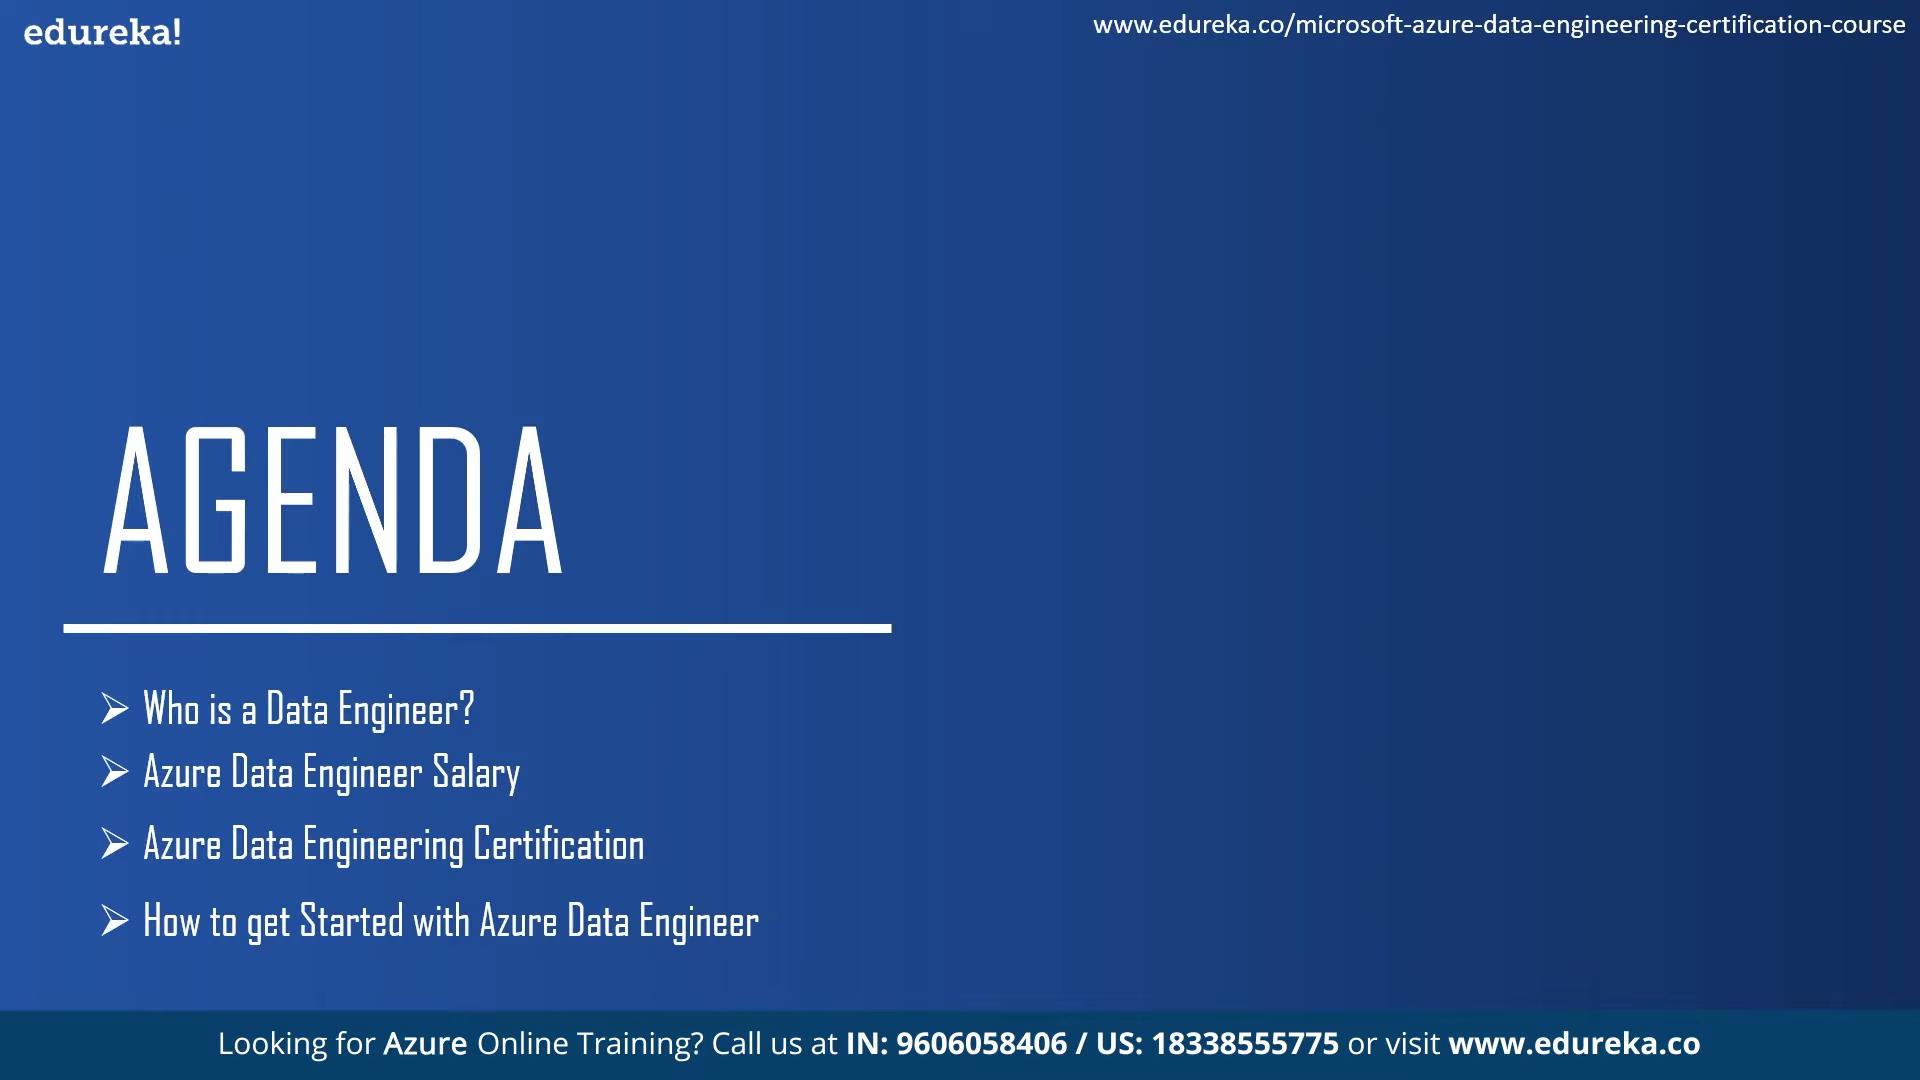 edureka!
www.edureka.co/microsoft-azure-data-engineering-certification-course
AGENDA
➢ Who is a Data Engineer?
➢ Azure Data Engineer Salary
➢ Azure Data Engineering Certification
➢ How to get Started with Azure Data Engineer
Looking for Azure Online Training? Call us at IN: 9606058406 / US: 18338555775 or visit www.edureka.co